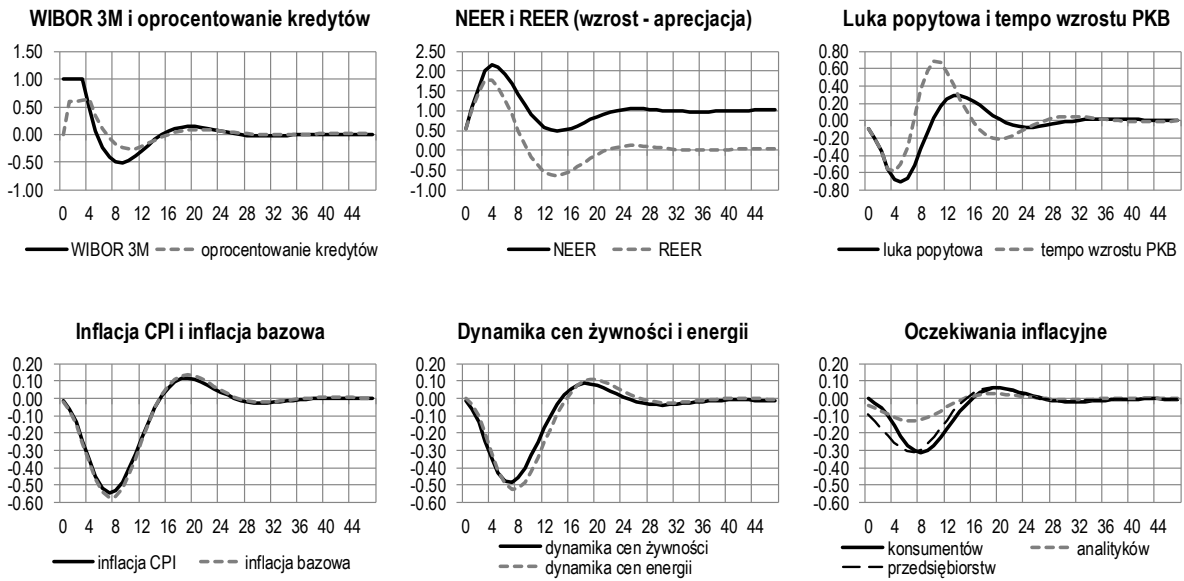 WIBOR 3M i oprocentowanie kredytów
1.50
1.00
0.50
0.00
-0.50
-1.00
0 4 8 12 16 20 24 28 32 36 40 44
WIBOR 3M oprocentowanie kredytów
NEER i REER (wzrost - aprecjacja)
2.50
2.00
1.50
1.00
0.50
0.00
-0.50
-1.00
0 4 8 12 16 20 24 28 32 36 40 44
NEER REER
Luka popytowa i tempo wzrostu PKB
0.80
0.60
0.40
0.20
0.00
-0.20
-0.40
-0.60
-0.80
0 4 8 12 16 20 24 28 32 36 40 44
luka popytowa tempo wzrostu PKB
Inflacja CPI i inflacja bazowa
0.20
0.10
0.00
-0.10
-0.20
-0.30
-0.40
-0.50
-0.60
0 4 8 12 16 20 24 28 32 36 40 44
inflacja CPI inflacja bazowa
Dynamika cen żywności i energii
0.20
0.10
0.00
-0.10
-0.20
-0.30
-0.40
-0.50
-0.60
0 4 8 12 16 20 24 28 32 36 40 44
dynamika cen żywności
dynamika cen energii
Oczekiwania inflacyjne
0.20
0.10
0.00
-0.10
-0.20
-0.30
-0.40
-0.50
-0.60
0 4 8 12 16 20 24 28 32 36 40 44
konsumentów analityków
przedsiębiorstw